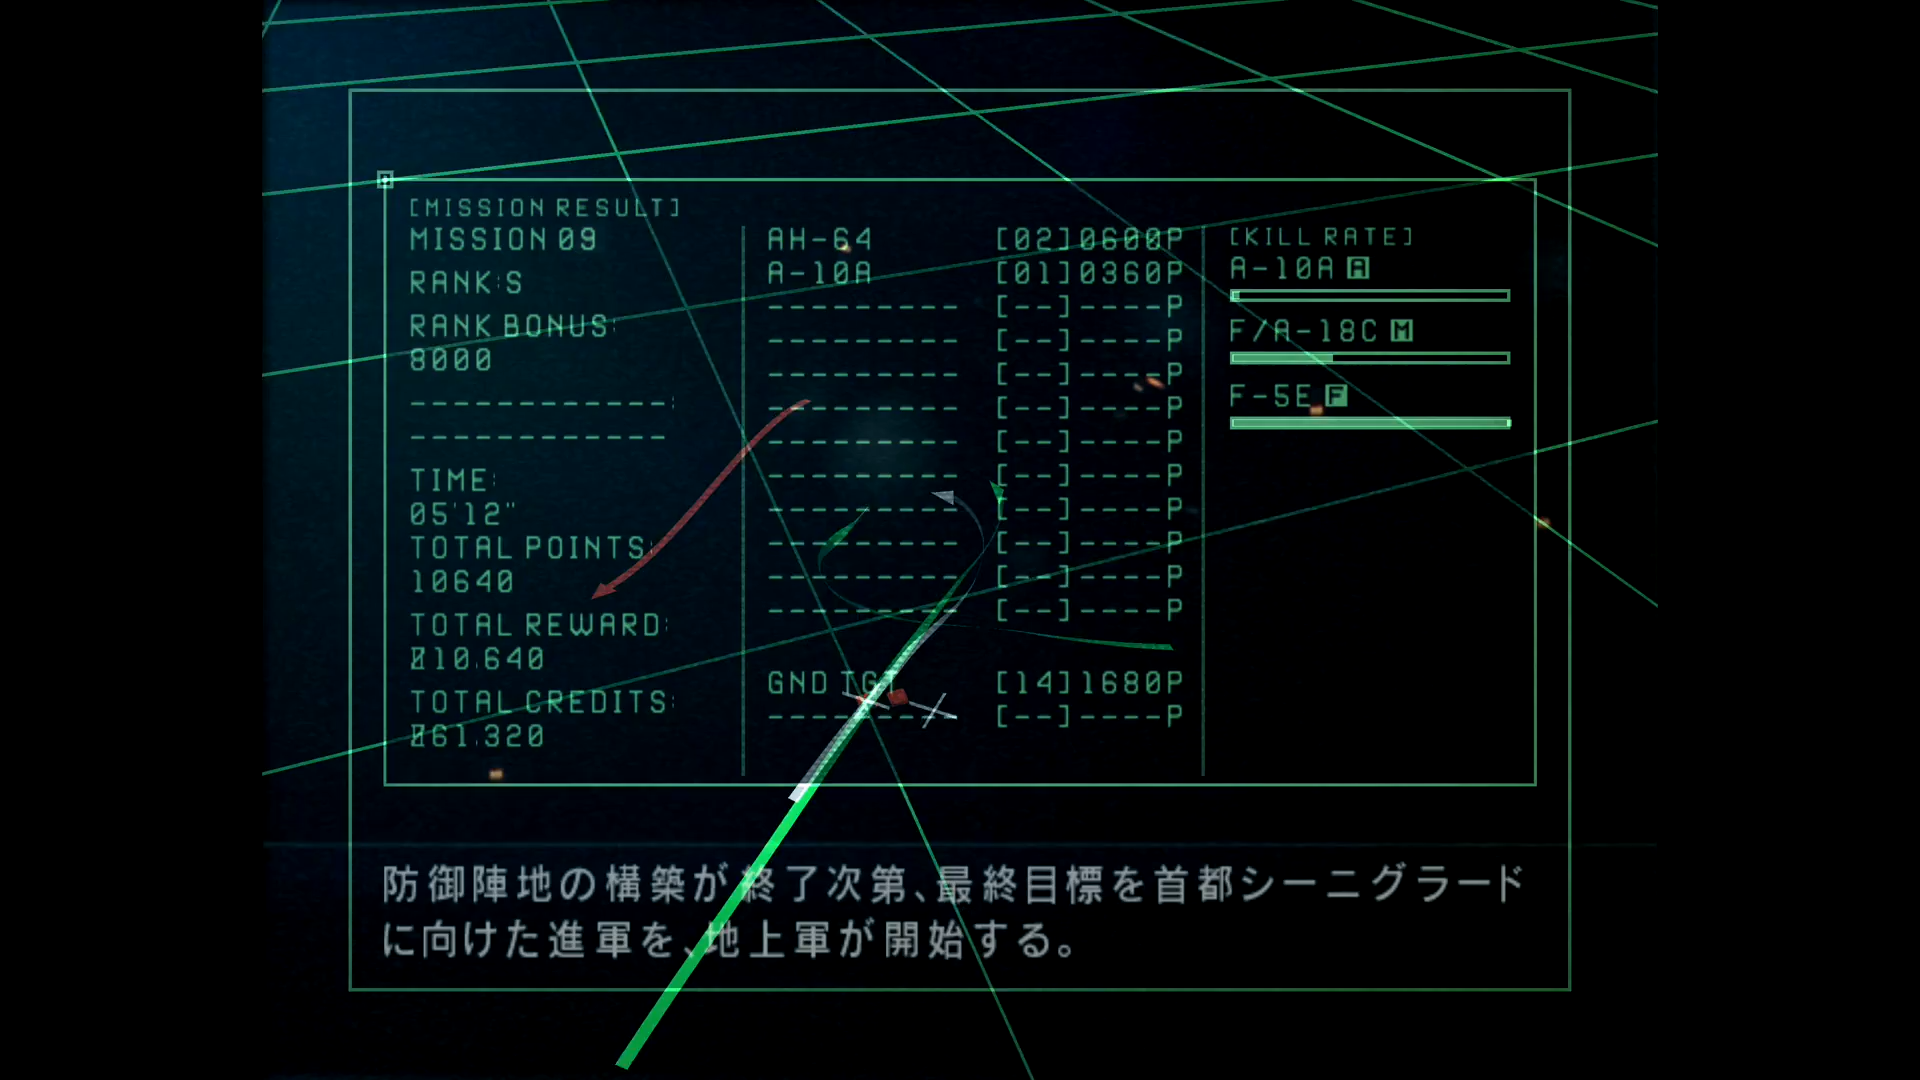 [MISSION RESULT]
MISSION 09
RANK:S
RANK BONUS:
8000
------------:
------------
TIME:
05'12"
TOTAL POINTS:
10640
TOTAL REWARD:
Z10,640
TOTAL CREDITS:
Z61,320
AH-64 [02]0600P
A-10A [01]0360P
--------- [--]----P
--------- [--]----P
--------- [--]----P
--------- [--]----P
--------- [--]----P
--------- [--]----P
--------- [--]----P
--------- [--]----P
--------- [--]----P
--------- [--]----P
GND TGT [14]1680P
--------- [--]----P
[KILL RATE]
A-10A A
F/A-18C M
F-5E F
防御陣地の構築が終了次第、最終目標を首都シーニグラード
に向けた進軍を、地上軍が開始する。